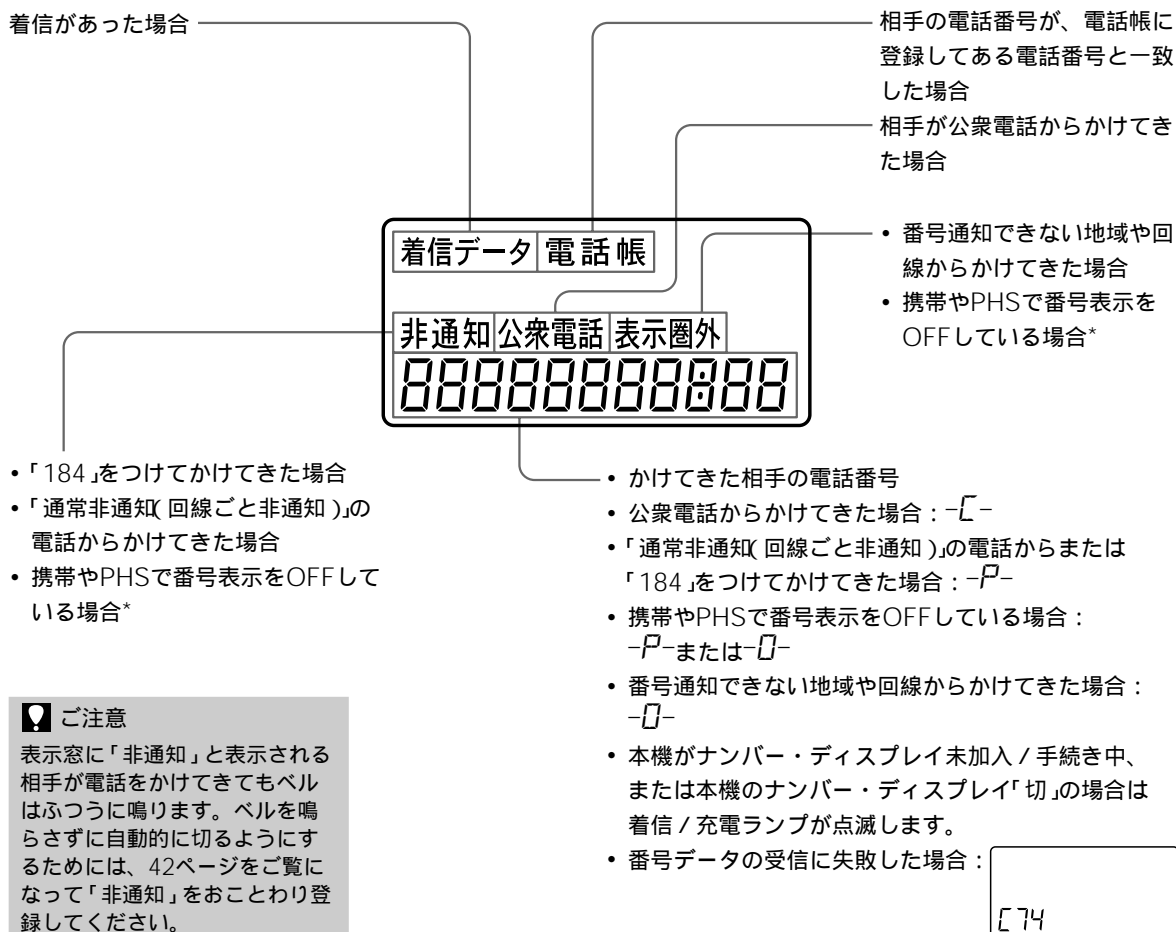 着信があった場合
相手の電話番号が、電話帳に
登録してある電話番号と一致
した場合
相手が公衆電話からかけてき
た場合
着信データ 電話帳
非通知 公衆電話 表示圏外
88888888888
• 番号通知できない地域や回
線からかけてきた場合
• 携帯やPHSで番号表示を
OFFしている場合*
•「184」をつけてかけてきた場合
•「通常非通知(回線ごと非通知)」の
電話からかけてきた場合
• 携帯やPHSで番号表示をOFFして
いる場合*
• かけてきた相手の電話番号
• 公衆電話からかけてきた場合:-C-
•「通常非通知(回線ごと非通知)」の電話からまたは
「184」をつけてかけてきた場合:-P-
• 携帯やPHSで番号表示をOFFしている場合:
-P-または-0-
• 番号通知できない地域や回線からかけてきた場合:
-0-
• 本機がナンバー・ディスプレイ未加入/手続き中、
または本機のナンバー・ディスプレイ「切」の場合は
着信/充電ランプが点滅します。
• 番号データの受信に失敗した場合:
C74
ご注意
表示窓に「非通知」と表示される
相手が電話をかけてきてもベル
はふつうに鳴ります。ベルを鳴
らさずに自動的に切るようにす
るためには、42ページをご覧に
なって「非通知」をおことわり登
録してください。